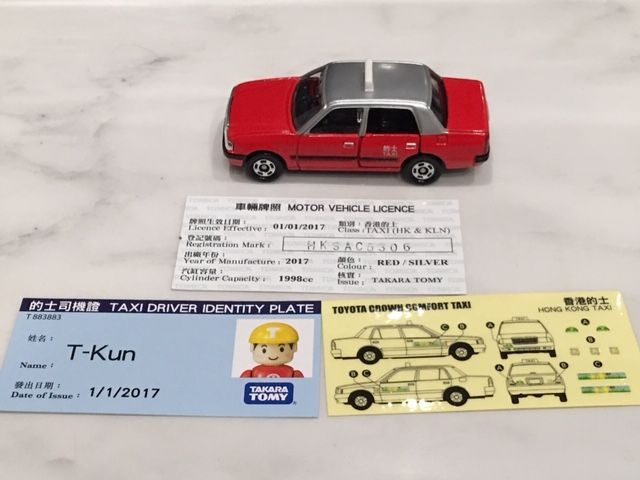 的士
TAXI
車輛牌照 MOTOR VEHICLE LICENCE
牌照生效日期：
Licence Effective : 01/01/2017
類別：香港的士
Class : TAXI (HK & KLN)
登記號碼：
Registration Mark : HKSAC5306
出廠年份：
Year of Manufacture : 2017
顏色：
Colour : RED / SILVER
汽缸容量：
Cylinder Capacity : 1998cc
核實：
Issue : TAKARA TOMY
的士司機證 TAXI DRIVER IDENTITY PLATE
T 883883
姓名：
Name : T-Kun
發出日期：
Date of Issue : 1/1/2017
T
TAKARA
TOMY
TOYOTA CROWN COMFORT TAXI
香港的士
HONG KONG TAXI
A
B
C
A
B
C
A
B
C